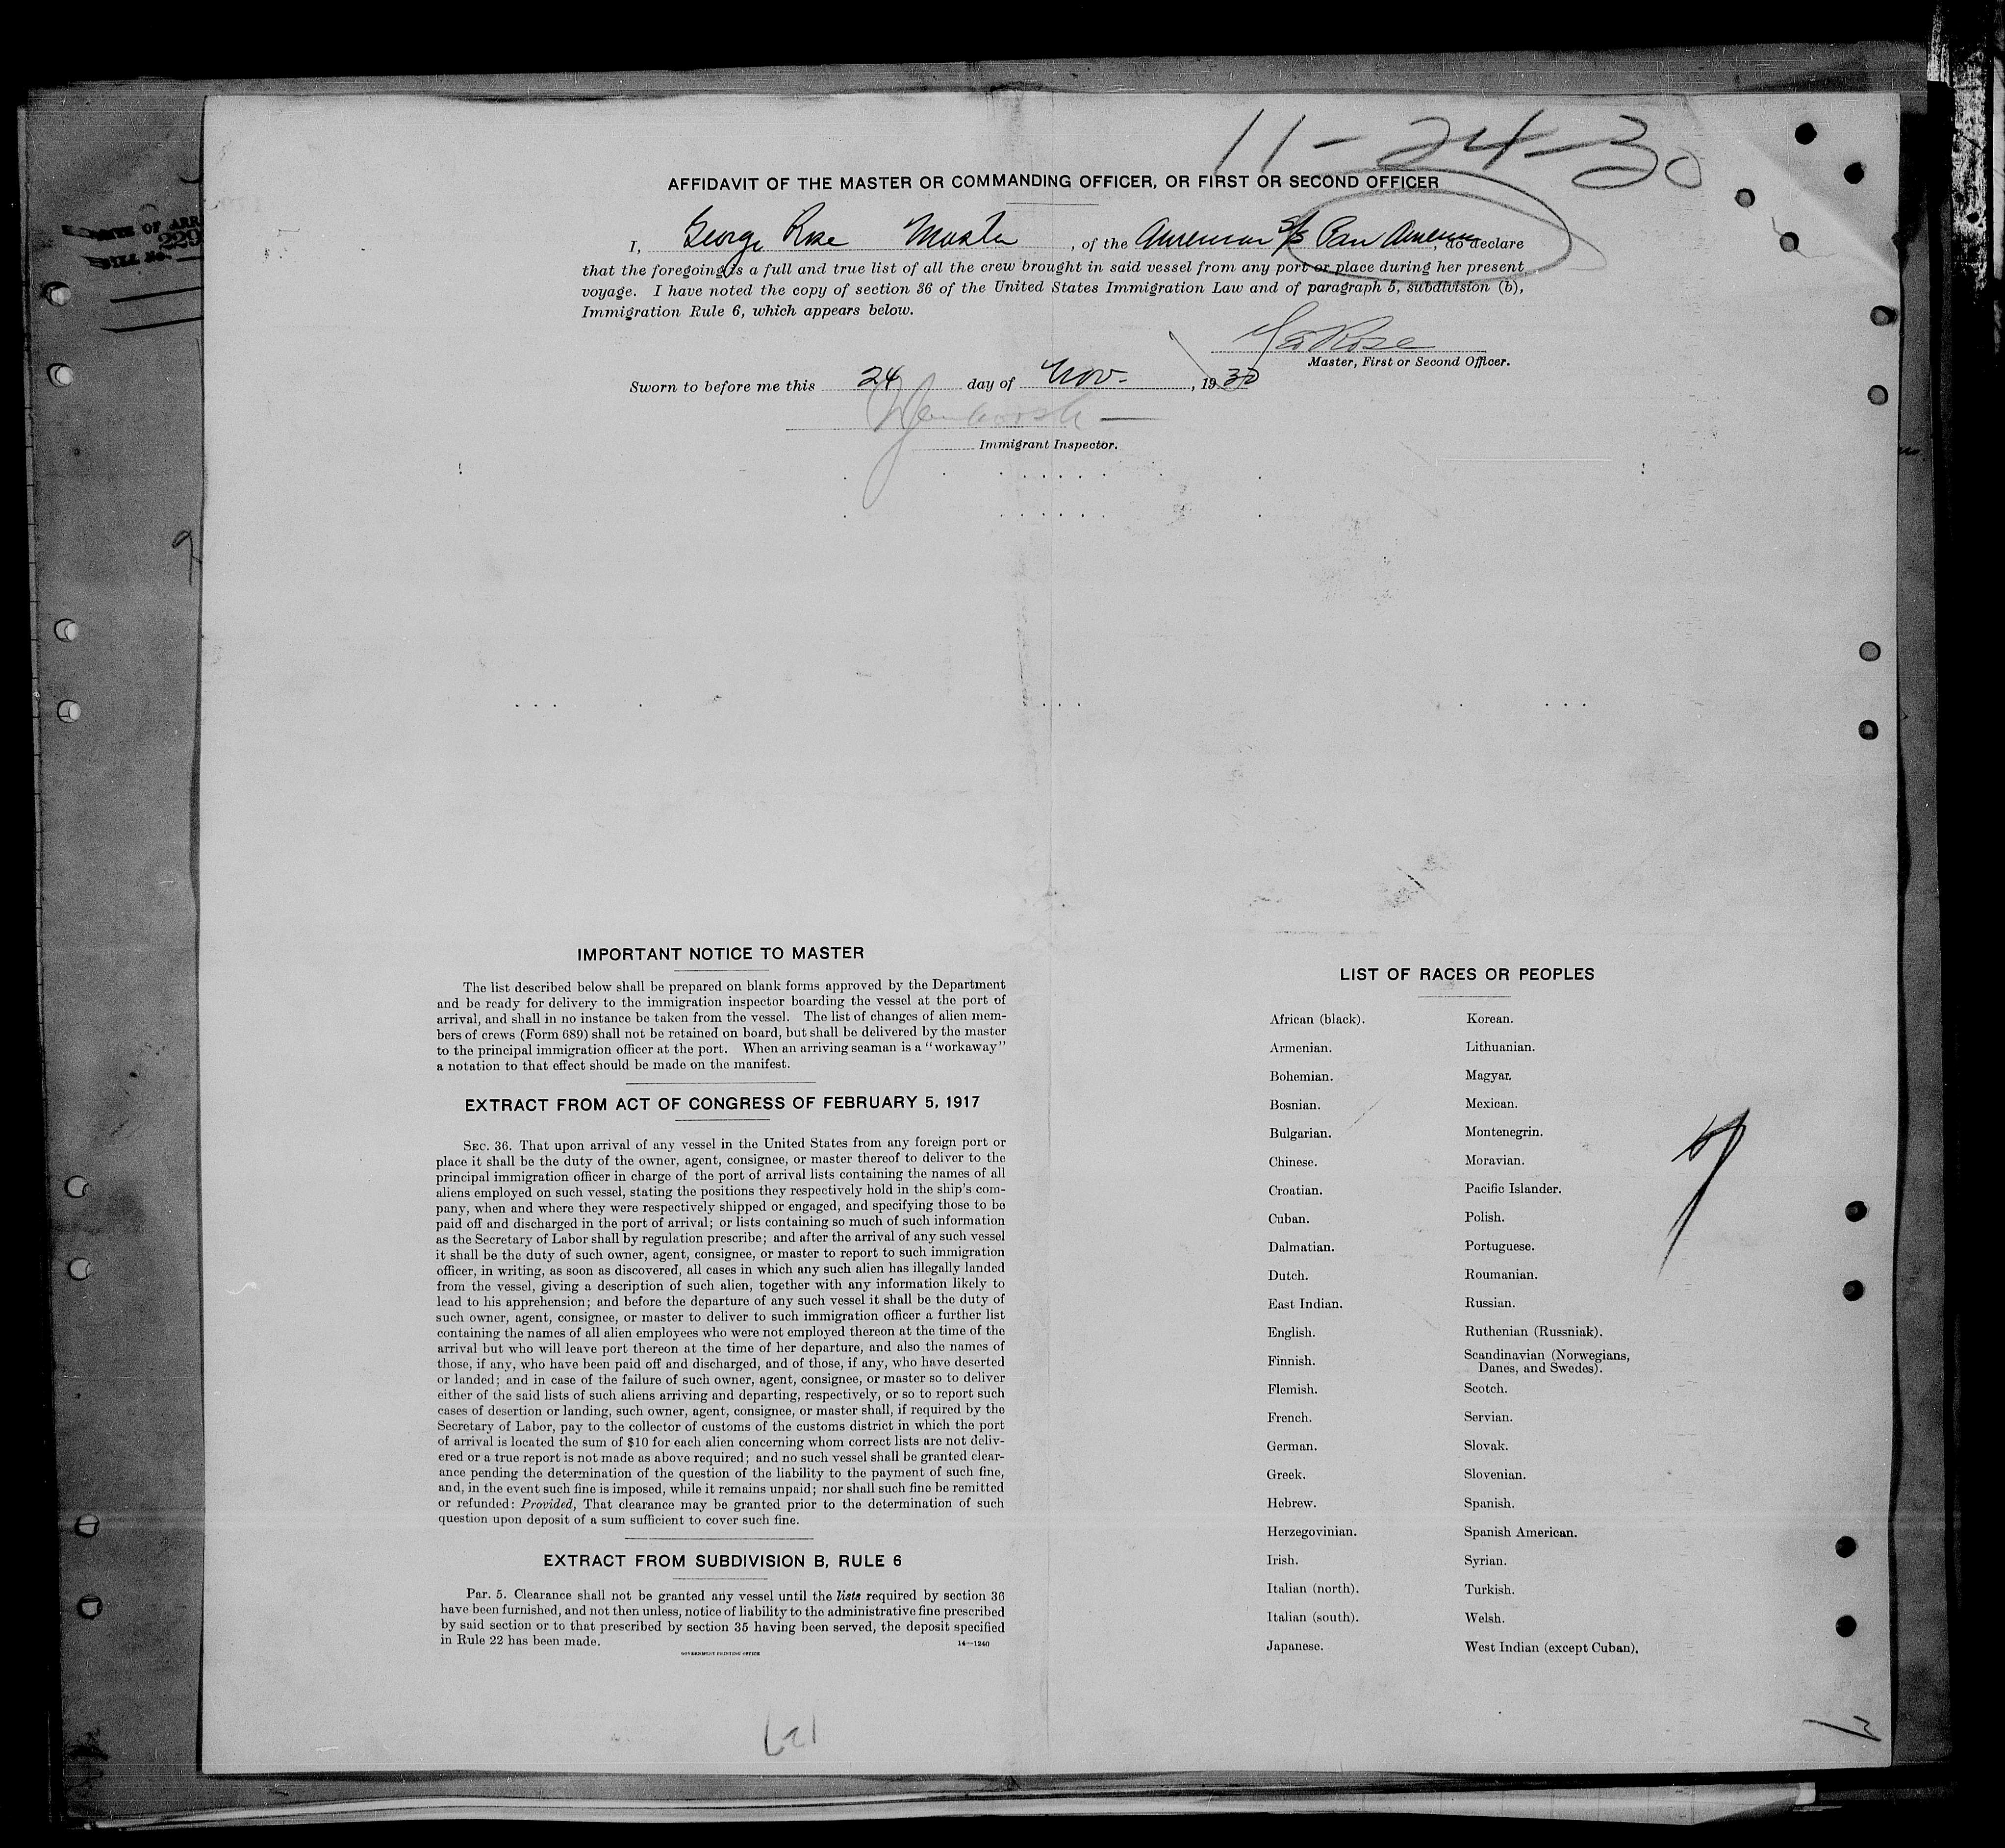 11-24-30
AFFIDAVIT OF THE MASTER OR COMMANDING OFFICER, OR FIRST OR SECOND OFFICER
I, George Rose Master, of the American S/S Pan America, do declare
that the foregoing is a full and true list of all the crew brought in said vessel from any port or place during her present
voyage. I have noted the copy of section 36 of the United States Immigration Law and of paragraph 5, subdivision (b),
Immigration Rule 6, which appears below.
Geo Rose
Master, First or Second Officer.
Sworn to before me this 24 day of Nov. , 1930
Immigrant Inspector.
229
BILL No.
IMPORTANT NOTICE TO MASTER
The list described below shall be prepared on blank forms approved by the Department
and be ready for delivery to the immigration inspector boarding the vessel at the port of
arrival, and shall in no instance be taken from the vessel. The list of changes of alien mem-
bers of crews (Form 689) shall not be retained on board, but shall be delivered by the master
to the principal immigration officer at the port. When an arriving seaman is a "workaway"
a notation to that effect should be made on the manifest.
EXTRACT FROM ACT OF CONGRESS OF FEBRUARY 5, 1917
SEC. 36. That upon arrival of any vessel in the United States from any foreign port or
place it shall be the duty of the owner, agent, consignee, or master thereof to deliver to the
principal immigration officer in charge of the port of arrival lists containing the names of all
aliens employed on such vessel, stating the positions they respectively hold in the ship's com-
pany, when and where they were respectively shipped or engaged, and specifying those to be
paid off and discharged in the port of arrival; or lists containing so much of such information
as the Secretary of Labor shall by regulation prescribe; and after the arrival of any such vessel
it shall be the duty of such owner, agent, consignee, or master to report to such immigration
officer, in writing, as soon as discovered, all cases in which any such alien has illegally landed
from the vessel, giving a description of such alien, together with any information likely to
lead to his apprehension; and before the departure of any such vessel it shall be the duty of
such owner, agent, consignee, or master to deliver to such immigration officer a further list
containing the names of all alien employees who were not employed thereon at the time of the
arrival but who will leave port thereon at the time of her departure, and also the names of
those, if any, who have been paid off and discharged, and of those, if any, who have deserted
or landed; and in case of the failure of such owner, agent, consignee, or master so to deliver
either of the said lists of such aliens arriving and departing, respectively, or so to report such
cases of desertion or landing, such owner, agent, consignee, or master shall, if required by the
Secretary of Labor, pay to the collector of customs of the customs district in which the port
of arrival is located the sum of $10 for each alien concerning whom correct lists are not deliv-
ered or a true report is not made as above required; and no such vessel shall be granted clear-
ance pending the determination of the question of the liability to the payment of such fine,
and, in the event such fine is imposed, while it remains unpaid; nor shall such fine be remitted
or refunded: Provided, That clearance may be granted prior to the determination of such
question upon deposit of a sum sufficient to cover such fine.
EXTRACT FROM SUBDIVISION B, RULE 6
Par. 5. Clearance shall not be granted any vessel until the lists required by section 36
have been furnished, and not then unless, notice of liability to the administrative fine prescribed
by said section or to that prescribed by section 35 having been served, the deposit specified
in Rule 22 has been made. 14—1240
GOVERNMENT PRINTING OFFICE
LIST OF RACES OR PEOPLES
African (black). Korean.
Armenian. Lithuanian.
Bohemian. Magyar.
Bosnian. Mexican.
Bulgarian. Montenegrin.
Chinese. Moravian.
Croatian. Pacific Islander.
Cuban. Polish.
Dalmatian. Portuguese.
Dutch. Roumanian.
East Indian. Russian.
English. Ruthenian (Russniak).
Finnish. Scandinavian (Norwegians,
Danes, and Swedes).
Flemish. Scotch.
French. Servian.
German. Slovak.
Greek. Slovenian.
Hebrew. Spanish.
Herzegovinian. Spanish American.
Irish. Syrian.
Italian (north). Turkish.
Italian (south). Welsh.
Japanese. West Indian (except Cuban).